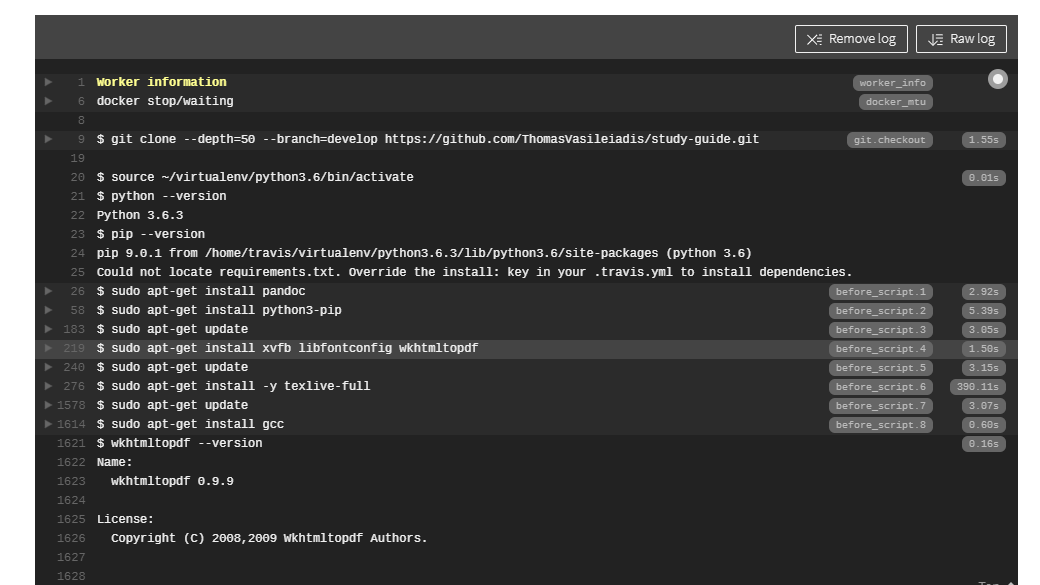 Remove log Raw log
1 Worker information worker_info
6 docker stop/waiting docker_mtu
8
9 $ git clone --depth=50 --branch=develop https://github.com/ThomasVasileiadis/study-guide.git git.checkout 1.55s
19
20 $ source ~/virtualenv/python3.6/bin/activate 0.01s
21 $ python --version
22 Python 3.6.3
23 $ pip --version
24 pip 9.0.1 from /home/travis/virtualenv/python3.6.3/lib/python3.6/site-packages (python 3.6)
25 Could not locate requirements.txt. Override the install: key in your .travis.yml to install dependencies.
26 $ sudo apt-get install pandoc before_script.1 2.92s
58 $ sudo apt-get install python3-pip before_script.2 5.39s
183 $ sudo apt-get update before_script.3 3.05s
219 $ sudo apt-get install xvfb libfontconfig wkhtmltopdf before_script.4 1.50s
240 $ sudo apt-get update before_script.5 3.15s
276 $ sudo apt-get install -y texlive-full before_script.6 390.11s
1578 $ sudo apt-get update before_script.7 3.07s
1614 $ sudo apt-get install gcc before_script.8 0.60s
1621 $ wkhtmltopdf --version 0.16s
1622 Name:
1623 wkhtmltopdf 0.9.9
1624
1625 License:
1626 Copyright (C) 2008,2009 Wkhtmltopdf Authors.
1627
1628